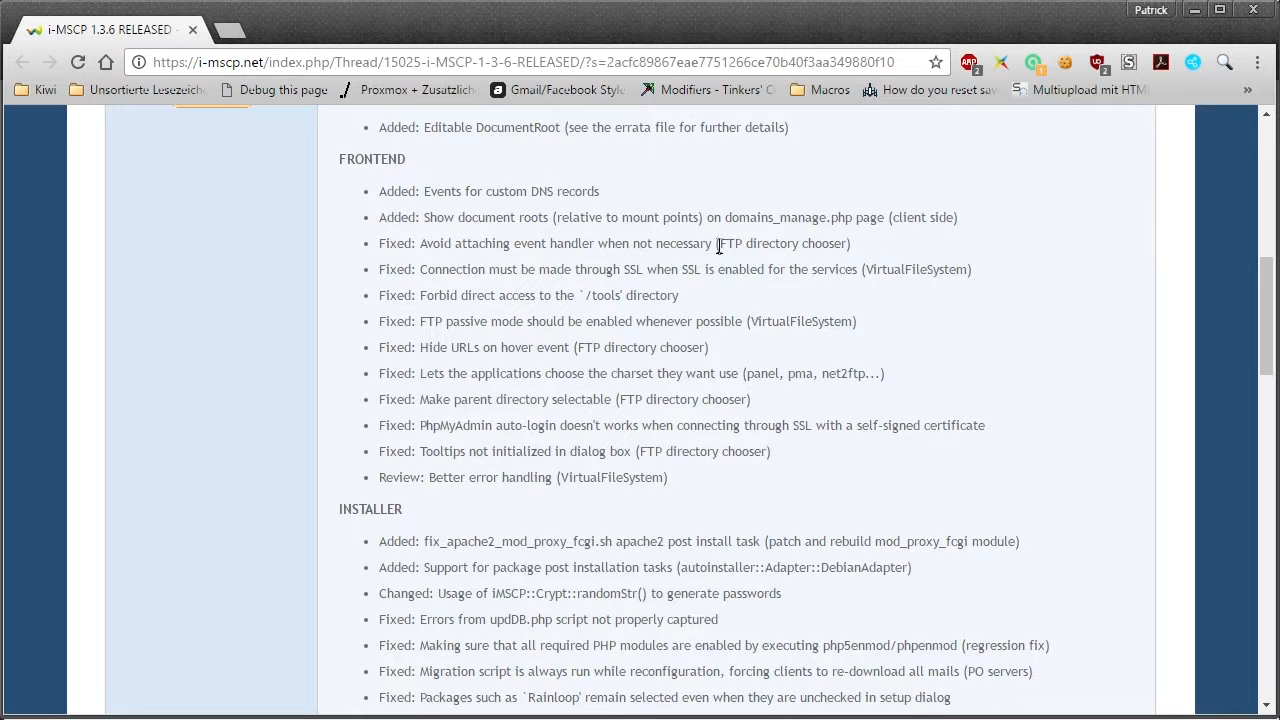 Patrick
i-MSCP 1.3.6 RELEASED -
https://i-mscp.net/index.php/Thread/15025-i-MSCP-1-3-6-RELEASED/?s=2acfc89867eae7751266ce70b40f3aa349880f10
ABP 2 1 2 S
Kiwi Unsortierte Lesezeiche Debug this page Proxmox + Zusätzlich Gmail/Facebook Style Modifiers - Tinkers' C Macros How do you reset sav Multiupload mit HTM »
Added: Editable DocumentRoot (see the errata file for further details)
FRONTEND
Added: Events for custom DNS records
Added: Show document roots (relative to mount points) on domains_manage.php page (client side)
Fixed: Avoid attaching event handler when not necessary (FTP directory chooser)
Fixed: Connection must be made through SSL when SSL is enabled for the services (VirtualFileSystem)
Fixed: Forbid direct access to the `/tools' directory
Fixed: FTP passive mode should be enabled whenever possible (VirtualFileSystem)
Fixed: Hide URLs on hover event (FTP directory chooser)
Fixed: Lets the applications choose the charset they want use (panel, pma, net2ftp...)
Fixed: Make parent directory selectable (FTP directory chooser)
Fixed: PhpMyAdmin auto-login doesn't works when connecting through SSL with a self-signed certificate
Fixed: Tooltips not initialized in dialog box (FTP directory chooser)
Review: Better error handling (VirtualFileSystem)
INSTALLER
Added: fix_apache2_mod_proxy_fcgi.sh apache2 post install task (patch and rebuild mod_proxy_fcgi module)
Added: Support for package post installation tasks (autoinstaller::Adapter::DebianAdapter)
Changed: Usage of iMSCP::Crypt::randomStr() to generate passwords
Fixed: Errors from updDB.php script not properly captured
Fixed: Making sure that all required PHP modules are enabled by executing php5enmod/phpenmod (regression fix)
Fixed: Migration script is always run while reconfiguration, forcing clients to re-download all mails (PO servers)
Fixed: Packages such as `Rainloop' remain selected even when they are unchecked in setup dialog